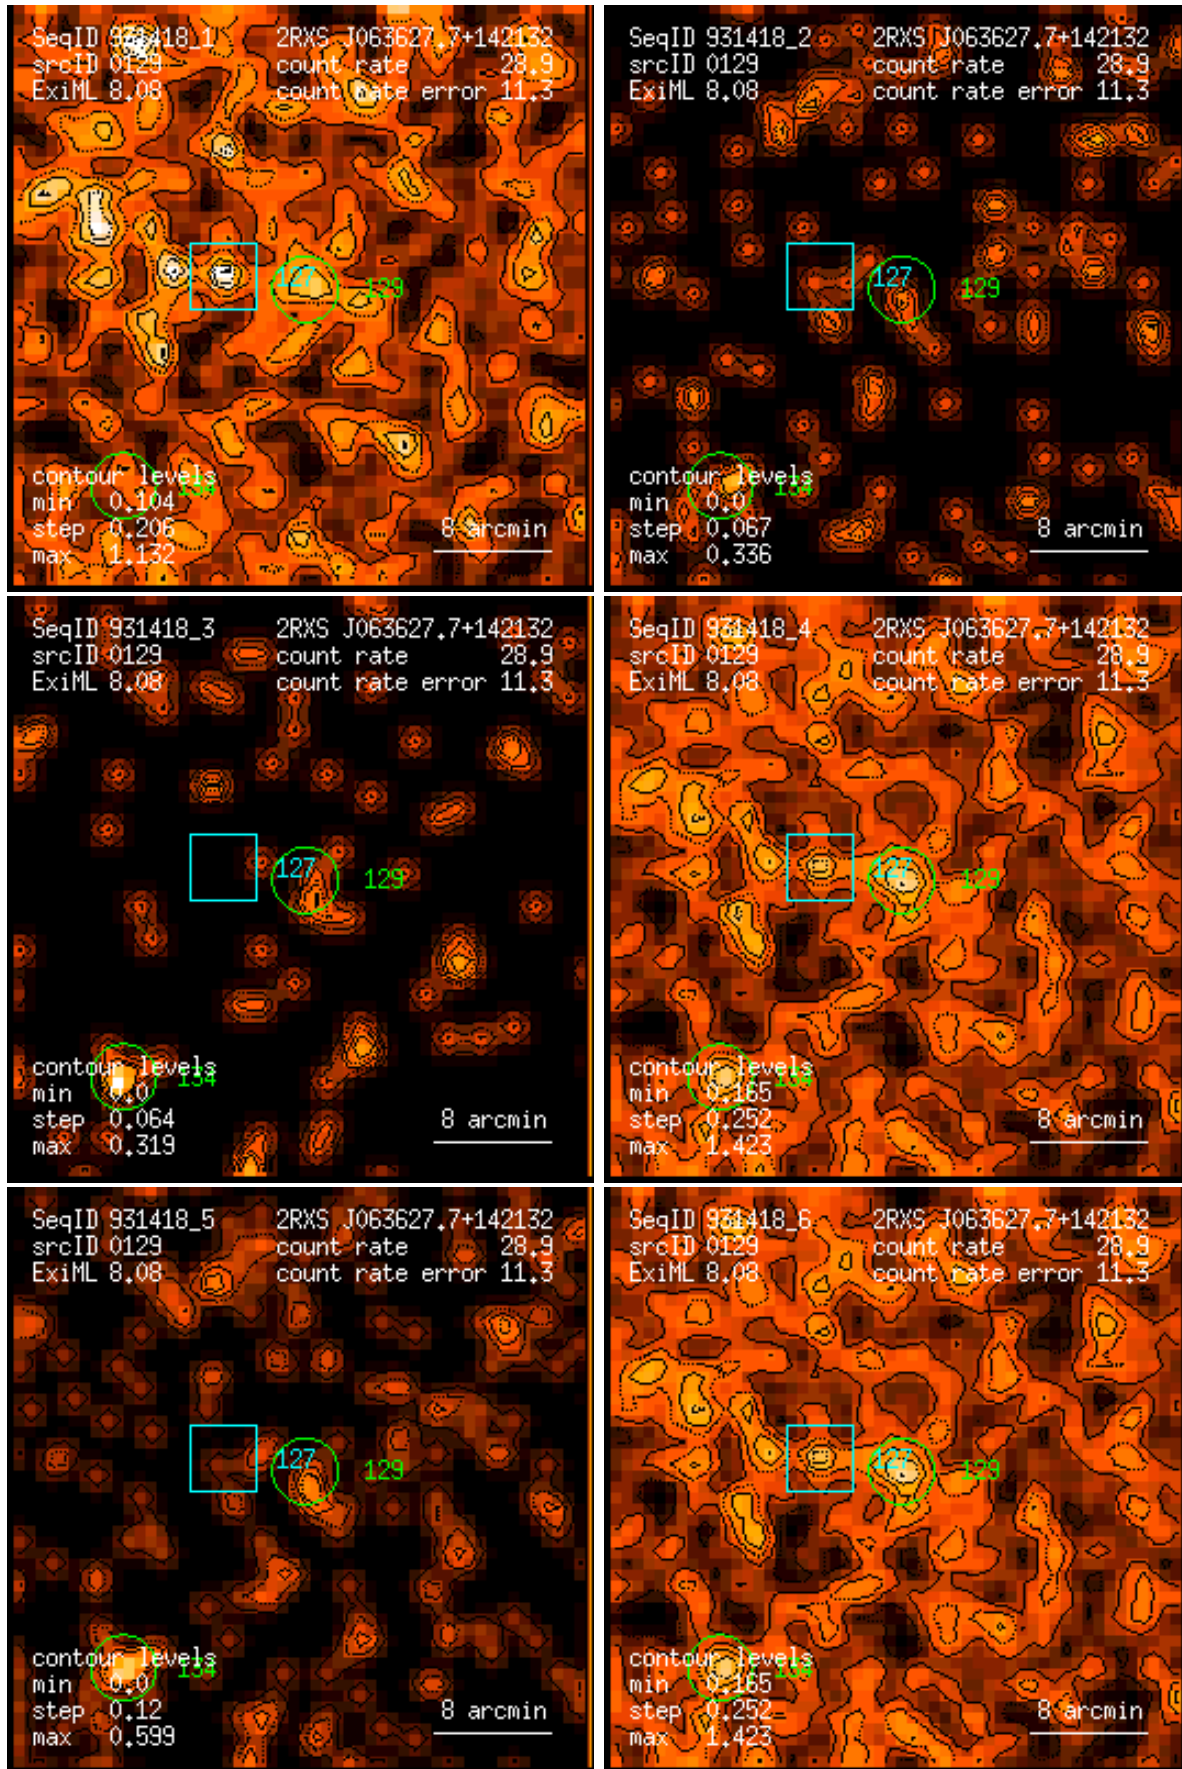 SeqID 931418_1 2RXS J063627.7+142132
srcID 0129 count rate 28.9
ExiML 8.08 count rate error 11.3
127
129
contour levels
134
min 0.104
step 0.206
max 1.132
8 arcmin
SeqID 931418_2 2RXS J063627.7+142132
srcID 0129 count rate 28.9
ExiML 8.08 count rate error 11.3
127
129
contour levels
134
min 0.0
step 0.067
max 0.336
8 arcmin
SeqID 931418_3 2RXS J063627.7+142132
srcID 0129 count rate 28.9
ExiML 8.08 count rate error 11.3
127
129
contour levels
134
min 0.0
step 0.064
max 0.319
8 arcmin
SeqID 931418_4 2RXS J063627.7+142132
srcID 0129 count rate 28.9
ExiML 8.08 count rate error 11.3
127
129
contour levels
134
min 0.165
step 0.252
max 1.423
8 arcmin
SeqID 931418_5 2RXS J063627.7+142132
srcID 0129 count rate 28.9
ExiML 8.08 count rate error 11.3
127
129
contour levels
134
min 0.0
step 0.12
max 0.599
8 arcmin
SeqID 931418_6 2RXS J063627.7+142132
srcID 0129 count rate 28.9
ExiML 8.08 count rate error 11.3
127
129
contour levels
134
min 0.165
step 0.252
max 1.423
8 arcmin